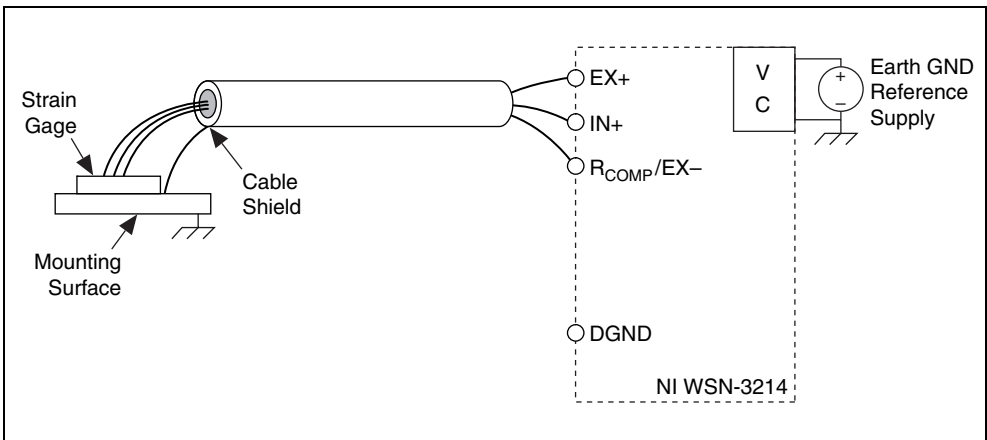 Strain
Gage
Cable
Shield
Mounting
Surface
EX+
IN+
RCOMP/EX–
DGND
NI WSN-3214
V
C
+
–
Earth GND
Reference
Supply